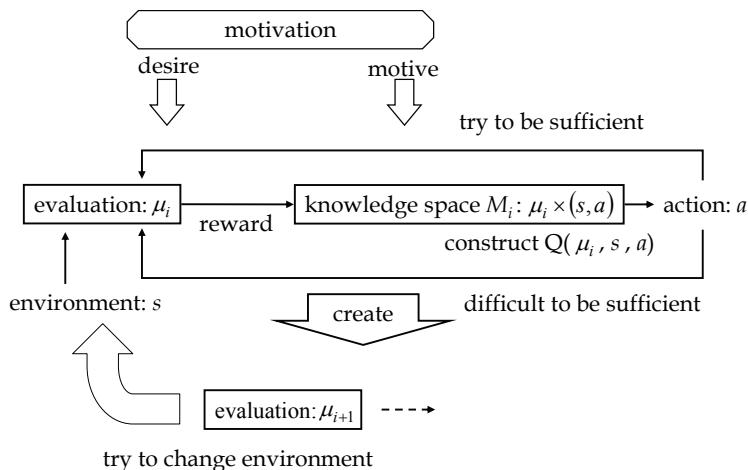 motivation
desire
motive
try to be sufficient
evaluation: μᵢ
reward
knowledge space Mᵢ: μᵢ × (s, a)
action: a
construct Q( μᵢ , s , a)
environment: s
create
difficult to be sufficient
evaluation: μᵢ₊₁
try to change environment